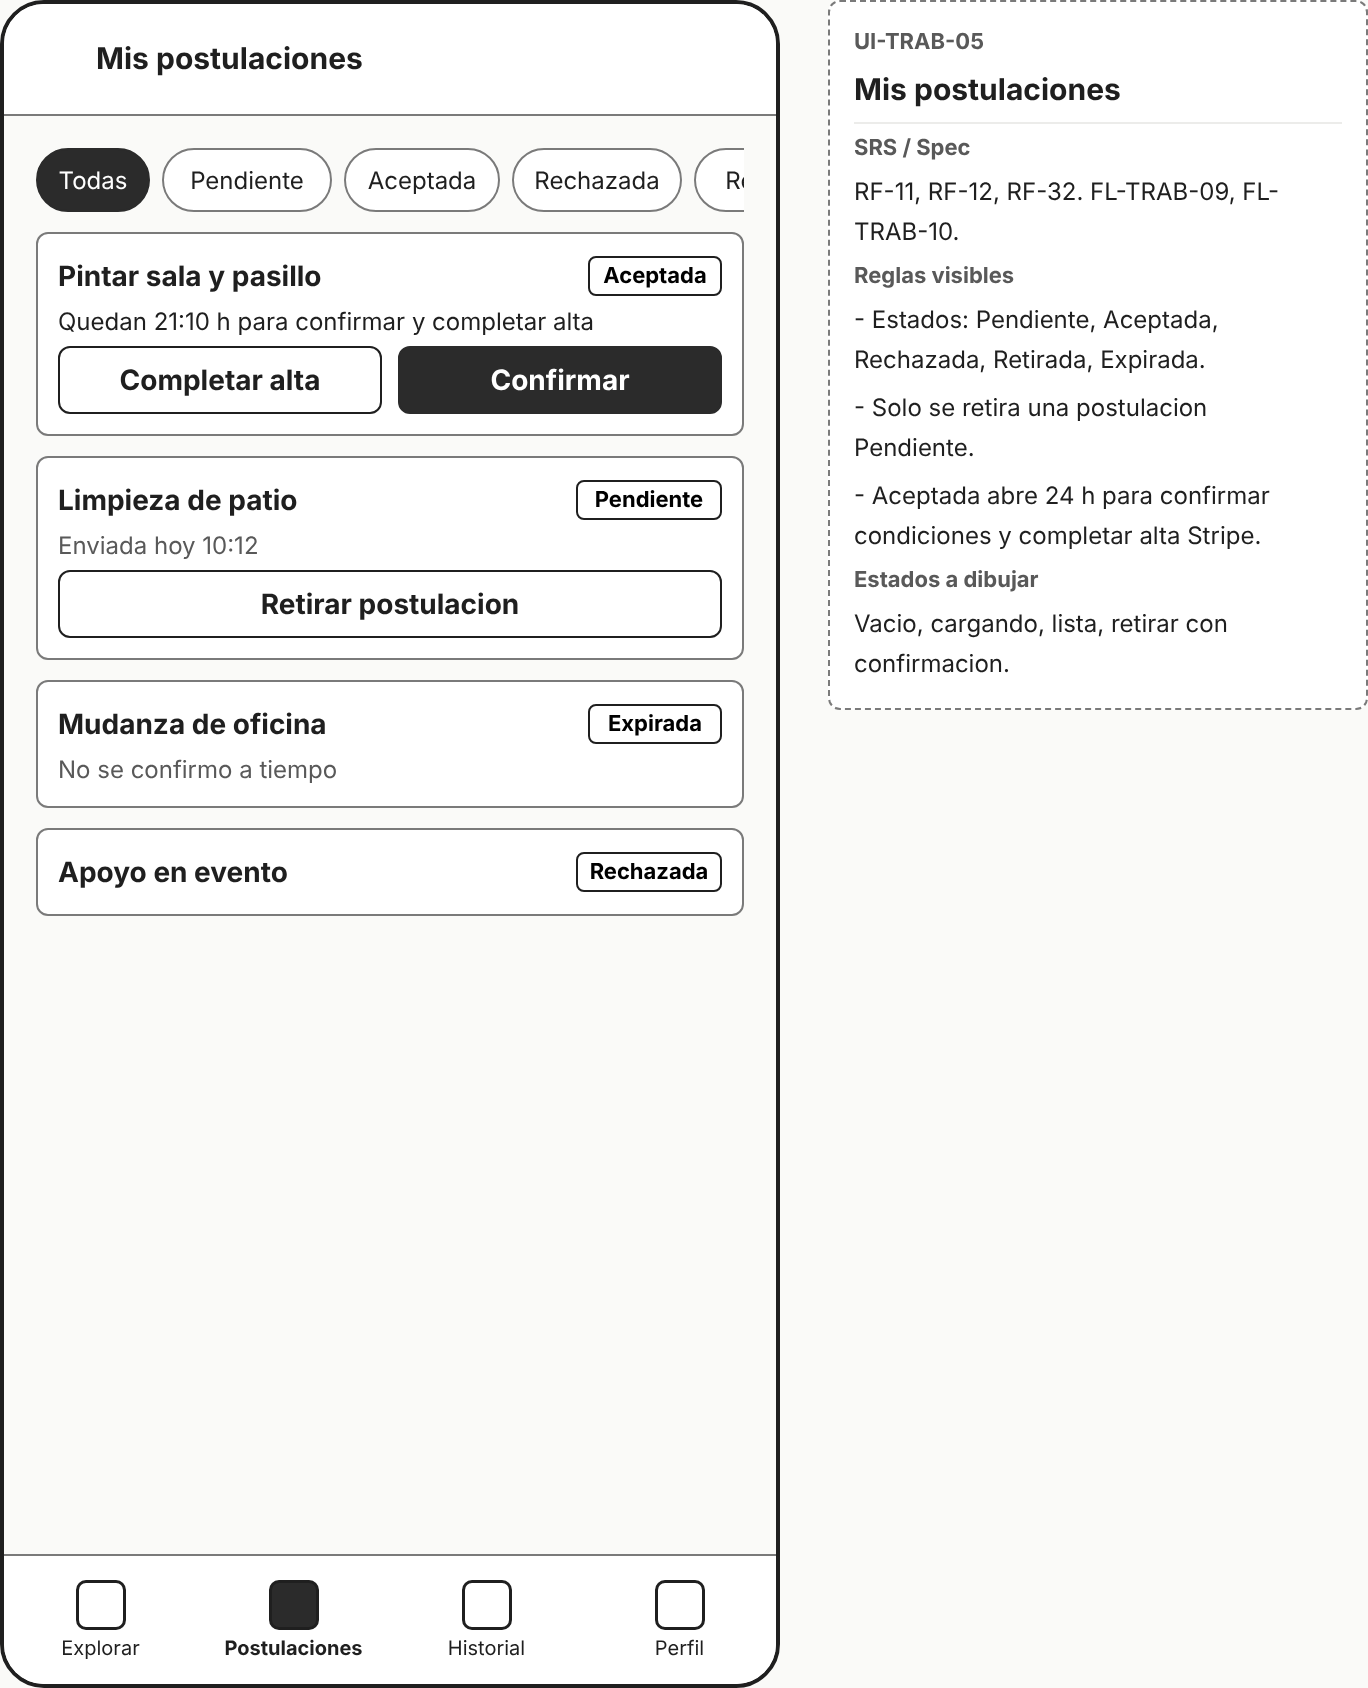 Mis postulaciones
Todas
Pendiente
Aceptada
Rechazada
Re
Pintar sala y pasillo
Aceptada
Quedan 21:10 h para confirmar y completar alta
Completar alta
Confirmar
Limpieza de patio
Pendiente
Enviada hoy 10:12
Retirar postulacion
Mudanza de oficina
Expirada
No se confirmo a tiempo
Apoyo en evento
Rechazada
Explorar
Postulaciones
Historial
Perfil
UI-TRAB-05
Mis postulaciones
SRS / Spec
RF-11, RF-12, RF-32. FL-TRAB-09, FL-
TRAB-10.
Reglas visibles
- Estados: Pendiente, Aceptada,
Rechazada, Retirada, Expirada.
- Solo se retira una postulacion
Pendiente.
- Aceptada abre 24 h para confirmar
condiciones y completar alta Stripe.
Estados a dibujar
Vacio, cargando, lista, retirar con
confirmacion.